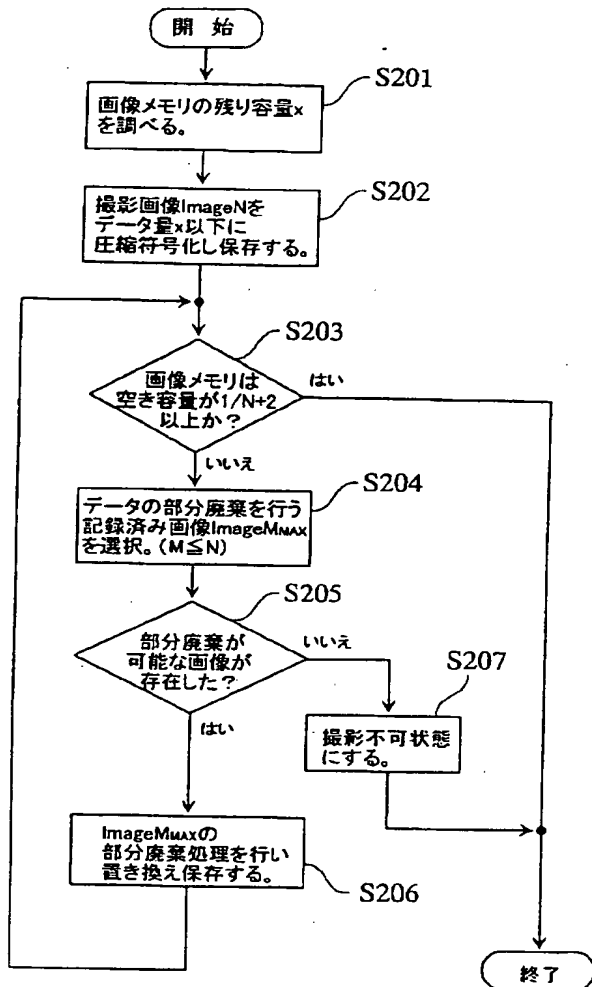 開 始
S201
画像メモリの残り容量x
を調べる。
S202
撮影画像ImageNを
データ量x以下に
圧縮符号化し保存する。
S203
画像メモリは
空き容量が1/N+2
以上か?
はい
いいえ
S204
データの部分廃棄を行う
記録済み画像ImageMMAX
を選択。(M≦N)
S205
部分廃棄が
可能な画像が
存在した?
いいえ
はい
S207
撮影不可状態
にする。
ImageMMAXの
部分廃棄処理を行い
置き換え保存する。
S206
終了